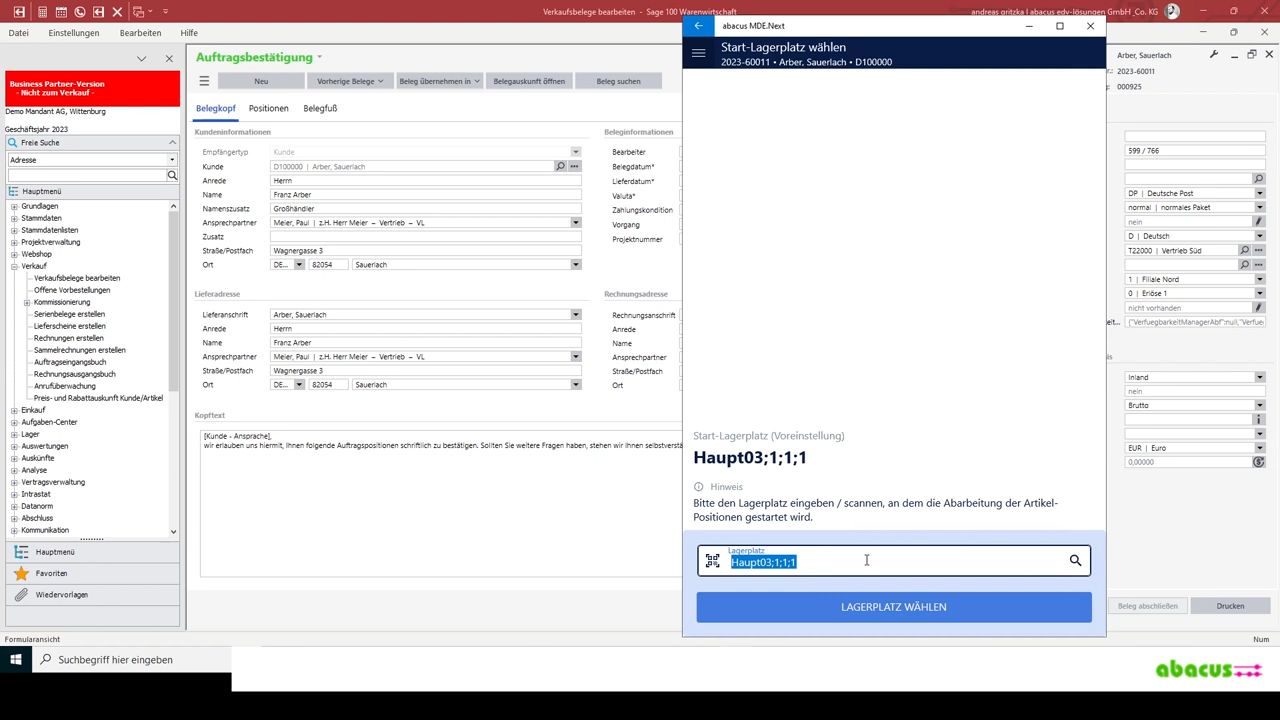 Verkaufsbelege bearbeiten - Sage 100 Warenwirtschaft
andreas gritzka | abacus edv-lösungen GmbH_Co. KG
Datei Einstellungen Bearbeiten Hilfe
Business Partner-Version
- Nicht zum Verkauf -
Demo Mandant AG, Wittenburg
Geschäftsjahr 2023
Freie Suche
Adresse
Hauptmenü
Grundlagen
Stammdaten
Stammdatenlisten
Projektverwaltung
Webshop
Verkauf
Verkaufsbelege bearbeiten
Offene Vorbestellungen
Kommissionierung
Serienbelege erstellen
Lieferscheine erstellen
Rechnungen erstellen
Sammelrechnungen erstellen
Auftragseingangsbuch
Rechnungsausgangsbuch
Anrufüberwachung
Preis- und Rabattauskunft Kunde/Artikel
Einkauf
Aufgaben-Center
Lager
Auswertungen
Auskünfte
Analyse
Vertragsverwaltung
Intrastat
Datanorm
Abschluss
Kommunikation
Hauptmenü
Favoriten
Wiedervorlagen
Formularansicht
Suchbegriff hier eingeben
Auftragsbestätigung
Neu Vorherige Belege Beleg übernehmen in Belegauskunft öffnen Beleg suchen
Belegkopf Positionen Belegfuß
Kundeninformationen
Empfängertyp Kunde
Kunde D100000 | Arber, Sauerlach
Anrede Herrn
Name Franz Arber
Namenszusatz Großhändler
Ansprechpartner Meier, Paul | z.H. Herr Meier – Vertrieb – VL
Zusatz
Straße/Postfach Wagnergasse 3
Ort DE... 82054 Sauerlach
Lieferadresse
Lieferanschrift Arber, Sauerlach
Anrede Herrn
Name Franz Arber
Ansprechpartner Meier, Paul | z.H. Herr Meier – Vertrieb – VL
Straße/Postfach Wagnergasse 3
Ort DE... 82054 Sauerlach
Kopftext
[Kunde - Ansprache],
wir erlauben uns hiermit, Ihnen folgende Auftragspositionen schriftlich zu bestätigen. Sollten Sie weitere Fragen haben, stehen wir Ihnen selbstverstä
Beleginformationen
Bearbeiter
Belegdatum*
Lieferdatum*
Valuta*
Zahlungskondition
Vorgang
Projektnummer
Rechnungsadresse
Rechnungsanschrift
Anrede
Name
Ansprechpartner
Straße/Postfach
Ort
abacus MDE.Next
Start-Lagerplatz wählen
2023-60011 • Arber, Sauerlach • D100000
Start-Lagerplatz (Voreinstellung)
Haupt03;1;1;1
Hinweis
Bitte den Lagerplatz eingeben / scannen, an dem die Abarbeitung der Artikel-
Positionen gestartet wird.
Lagerplatz
Haupt03;1;1;1
LAGERPLATZ WÄHLEN
Arber, Sauerlach
2023-60011
000925
599 / 766
DP | Deutsche Post
normal | normales Paket
nein
D | Deutsch
T22000 | Vertrieb Süd
1 | Filiale Nord
0 | Erlöse 1
nicht vorhanden
{"VerfuegbarkeitManagerAbf":null,"Verfue
Inland
nein
Brutto
EUR | Euro
0,00000
Beleg abschließen Drucken
Num
abacus